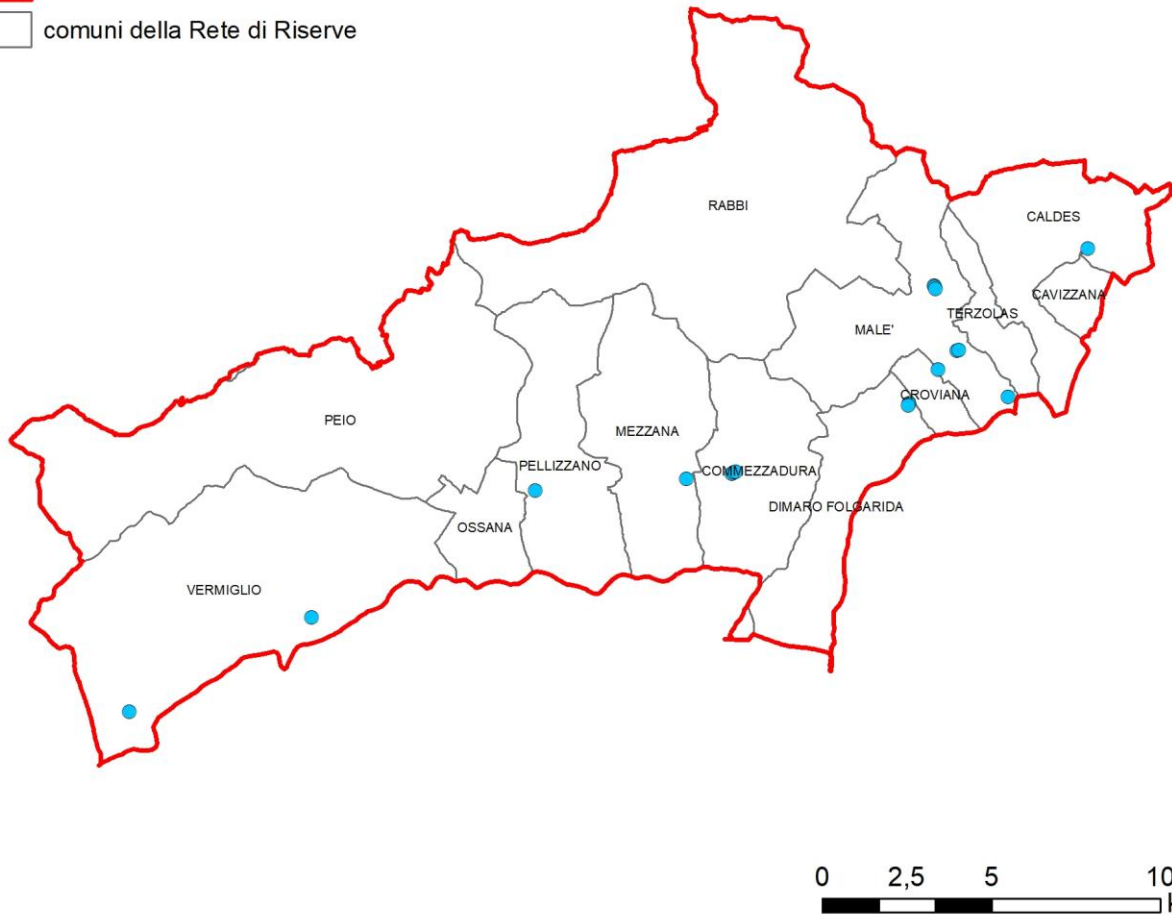 comuni della Rete di Riserve
RABBI
CALDES
CAVIZZANA
TERZOLAS
MALE'
CROVIANA
PEIO
MEZZANA
PELLIZZANO
COMMEZZADURA
DIMARO FOLGARIDA
OSSANA
VERMIGLIO
0 2,5 5 10